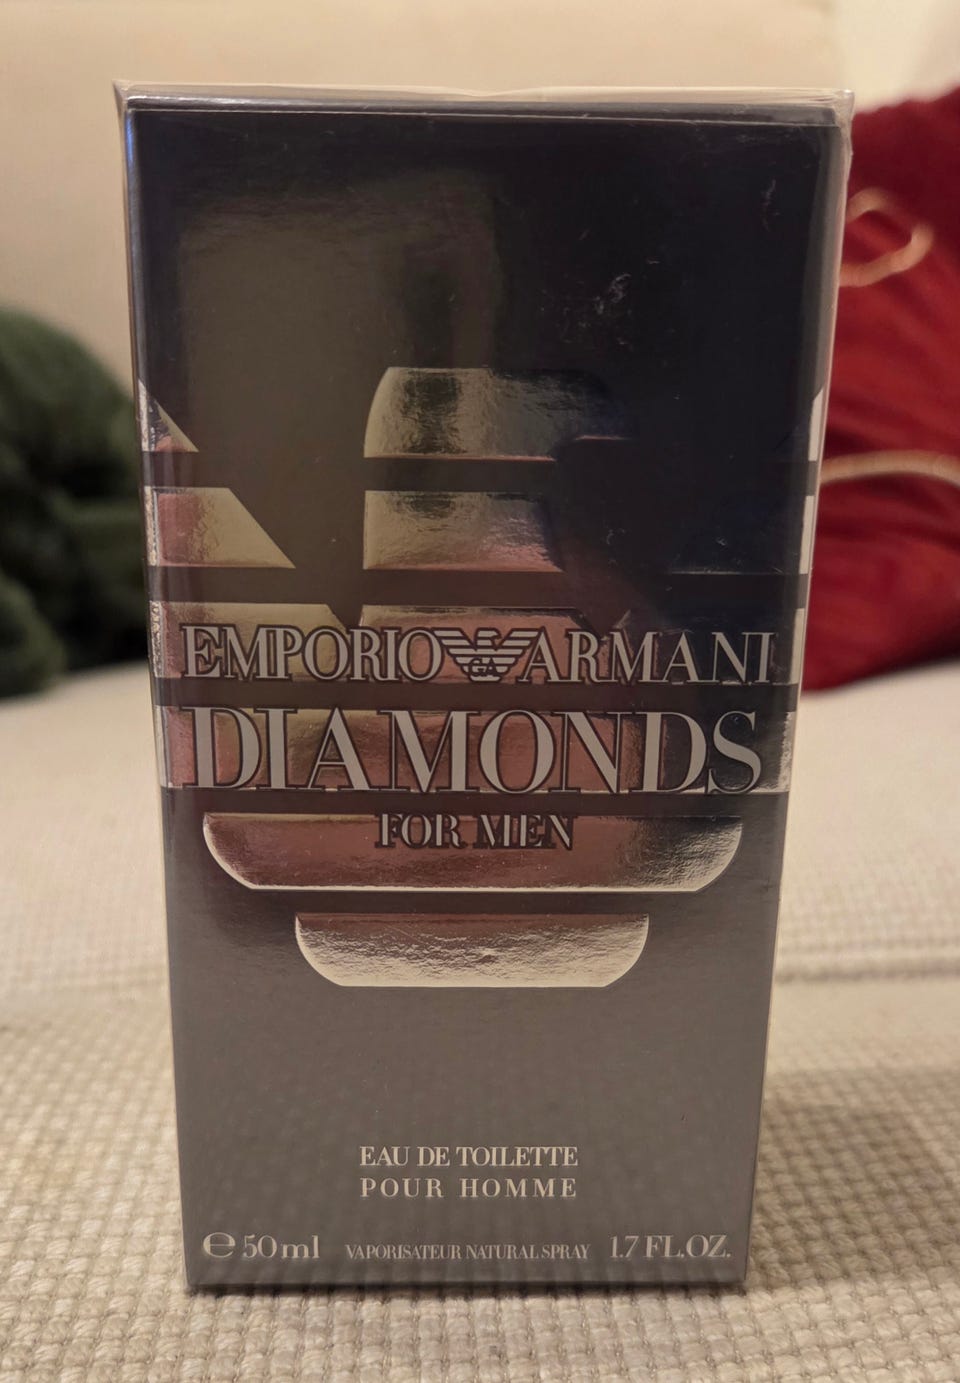 EMPORIO GA ARMANI
DIAMONDS
FOR MEN
EAU DE TOILETTE
POUR HOMME
℮ 50 ml VAPORISATEUR NATURAL SPRAY 1.7 FL.OZ.